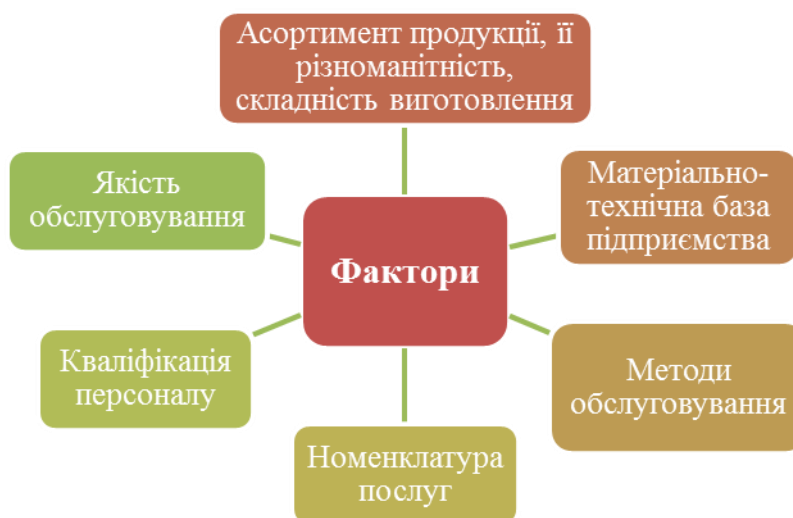 Асортимент продукції, її
різноманітність,
складність виготовлення
Якість
обслуговування
Матеріально-
технічна база
підприємства
Фактори
Кваліфікація
персоналу
Методи
обслуговування
Номенклатура
послуг